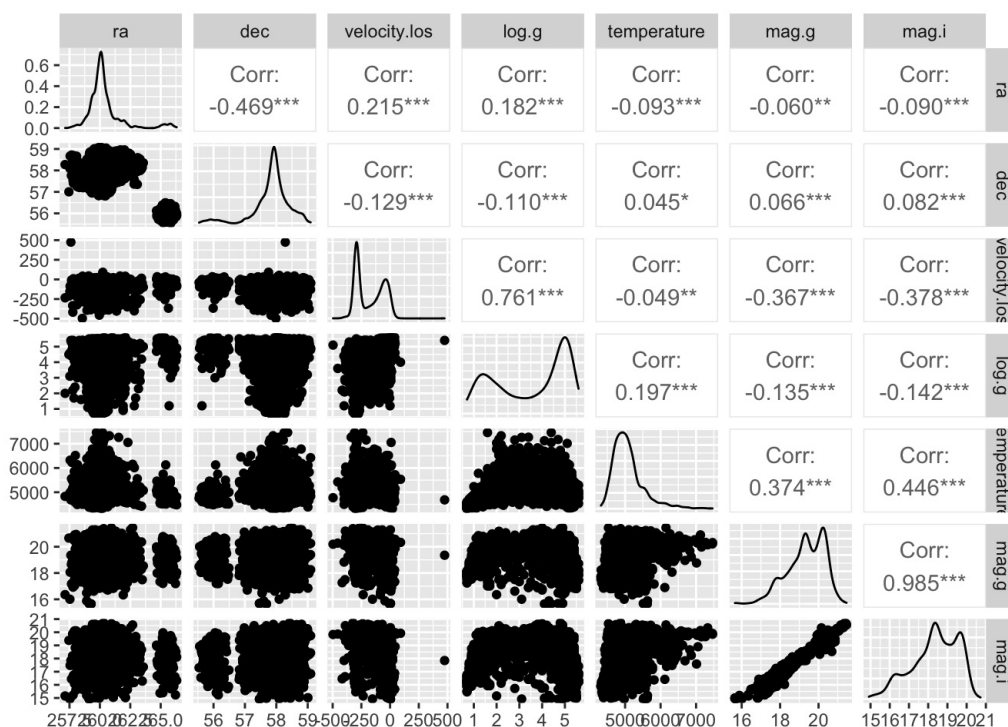 ra dec velocity.los log.g temperature mag.g mag.i
0.6
0.4
0.2
0.0
Corr:
-0.469***
Corr:
0.215***
Corr:
0.182***
Corr:
-0.093***
Corr:
-0.060**
Corr:
-0.090***
ra
59
58
57
56
Corr:
-0.129***
Corr:
-0.110***
Corr:
0.045*
Corr:
0.066***
Corr:
0.082***
dec
500
250
0
-250
-500
Corr:
0.761***
Corr:
-0.049**
Corr:
-0.367***
Corr:
-0.378***
velocity.los
5
4
3
2
1
Corr:
0.197***
Corr:
-0.135***
Corr:
-0.142***
log.g
7000
6000
5000
Corr:
0.374***
Corr:
0.446***
emperature
20
18
16
Corr:
0.985***
mag.g
21
20
19
18
17
16
15
mag.i
56 57 58 59
-500 -250 0 250 500
1 2 3 4 5
5000 6000 7000
16 18 20